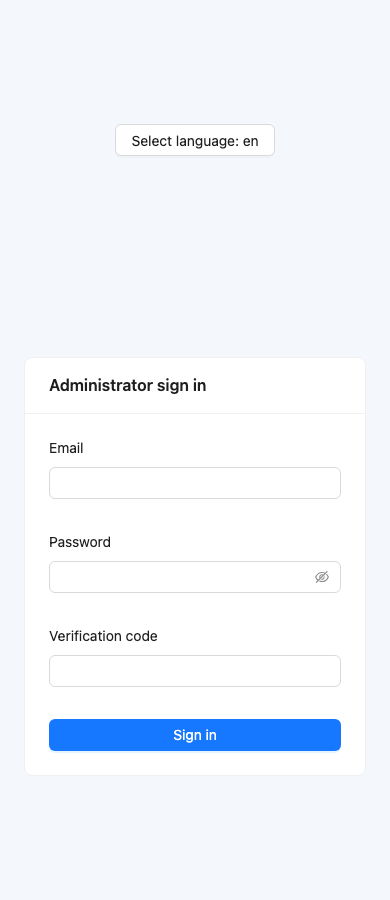 Select language: en
Administrator sign in
Email
Password
Verification code
Sign in